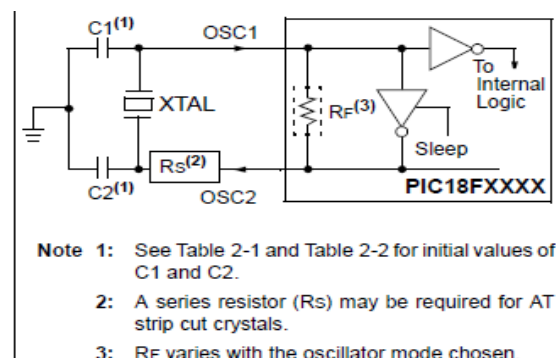 C1(1)
OSC1
To
Internal
Logic
XTAL
RF(3)
Sleep
C2(1)
Rs(2)
OSC2
PIC18FXXXX
Note 1: See Table 2-1 and Table 2-2 for initial values of
C1 and C2.
2: A series resistor (Rs) may be required for AT
strip cut crystals.
3: RF varies with the oscillator mode chosen